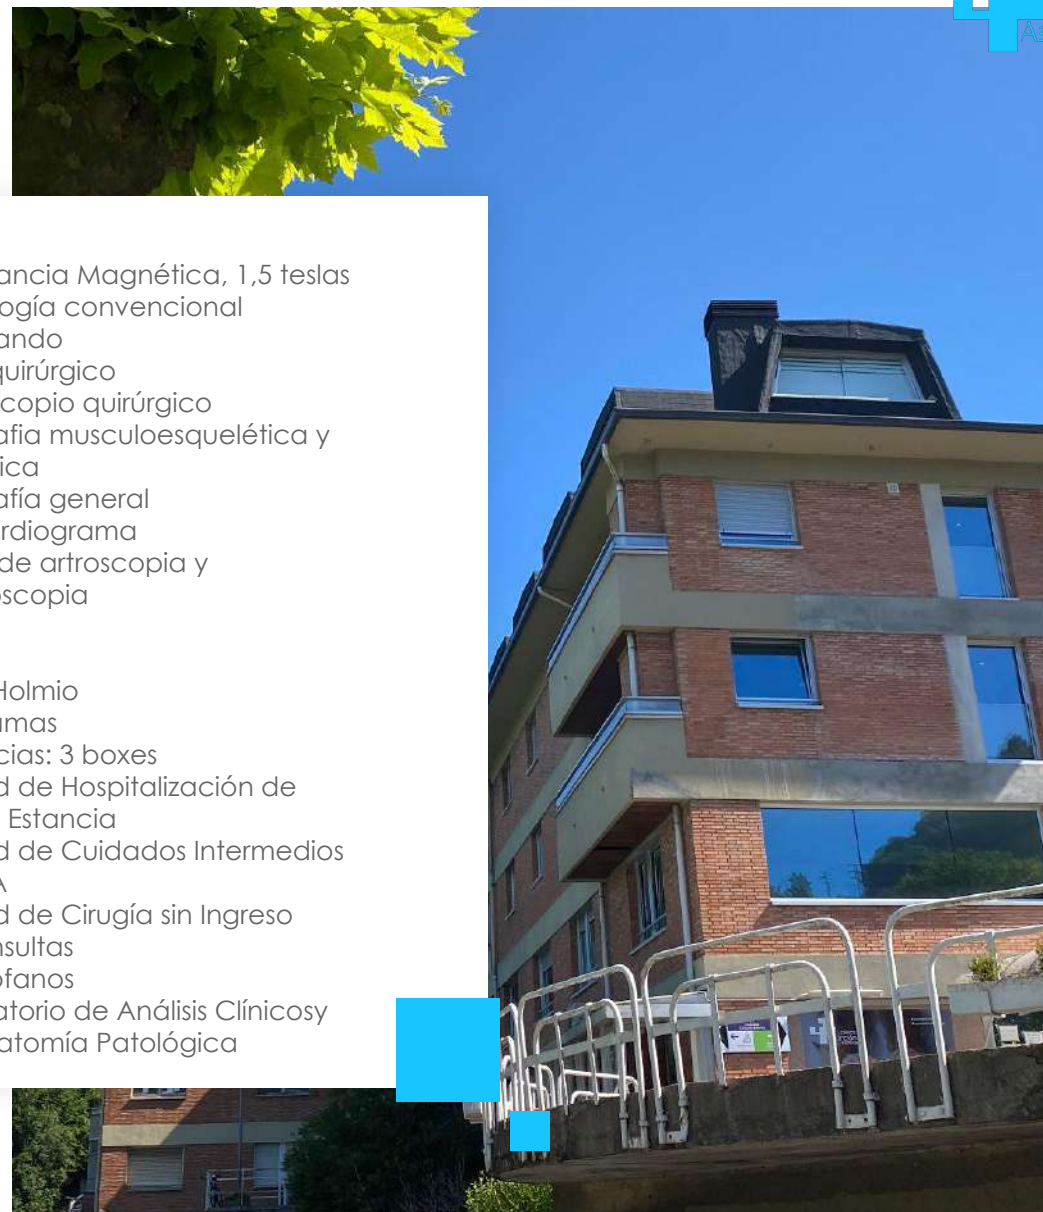 ancia Magnética, 1,5 teslas
ogía convencional
ando
quirúrgico
copio quirúrgico
afia musculoesquelética y
ica
afía general
rdiograma
de artroscopia y
oscopia
Holmio
amas
cias: 3 boxes
d de Hospitalización de
Estancia
d de Cuidados Intermedios
A
d de Cirugía sin Ingreso
nsultas
ófanos
atorio de Análisis Clínicosy
atomía Patológica
As